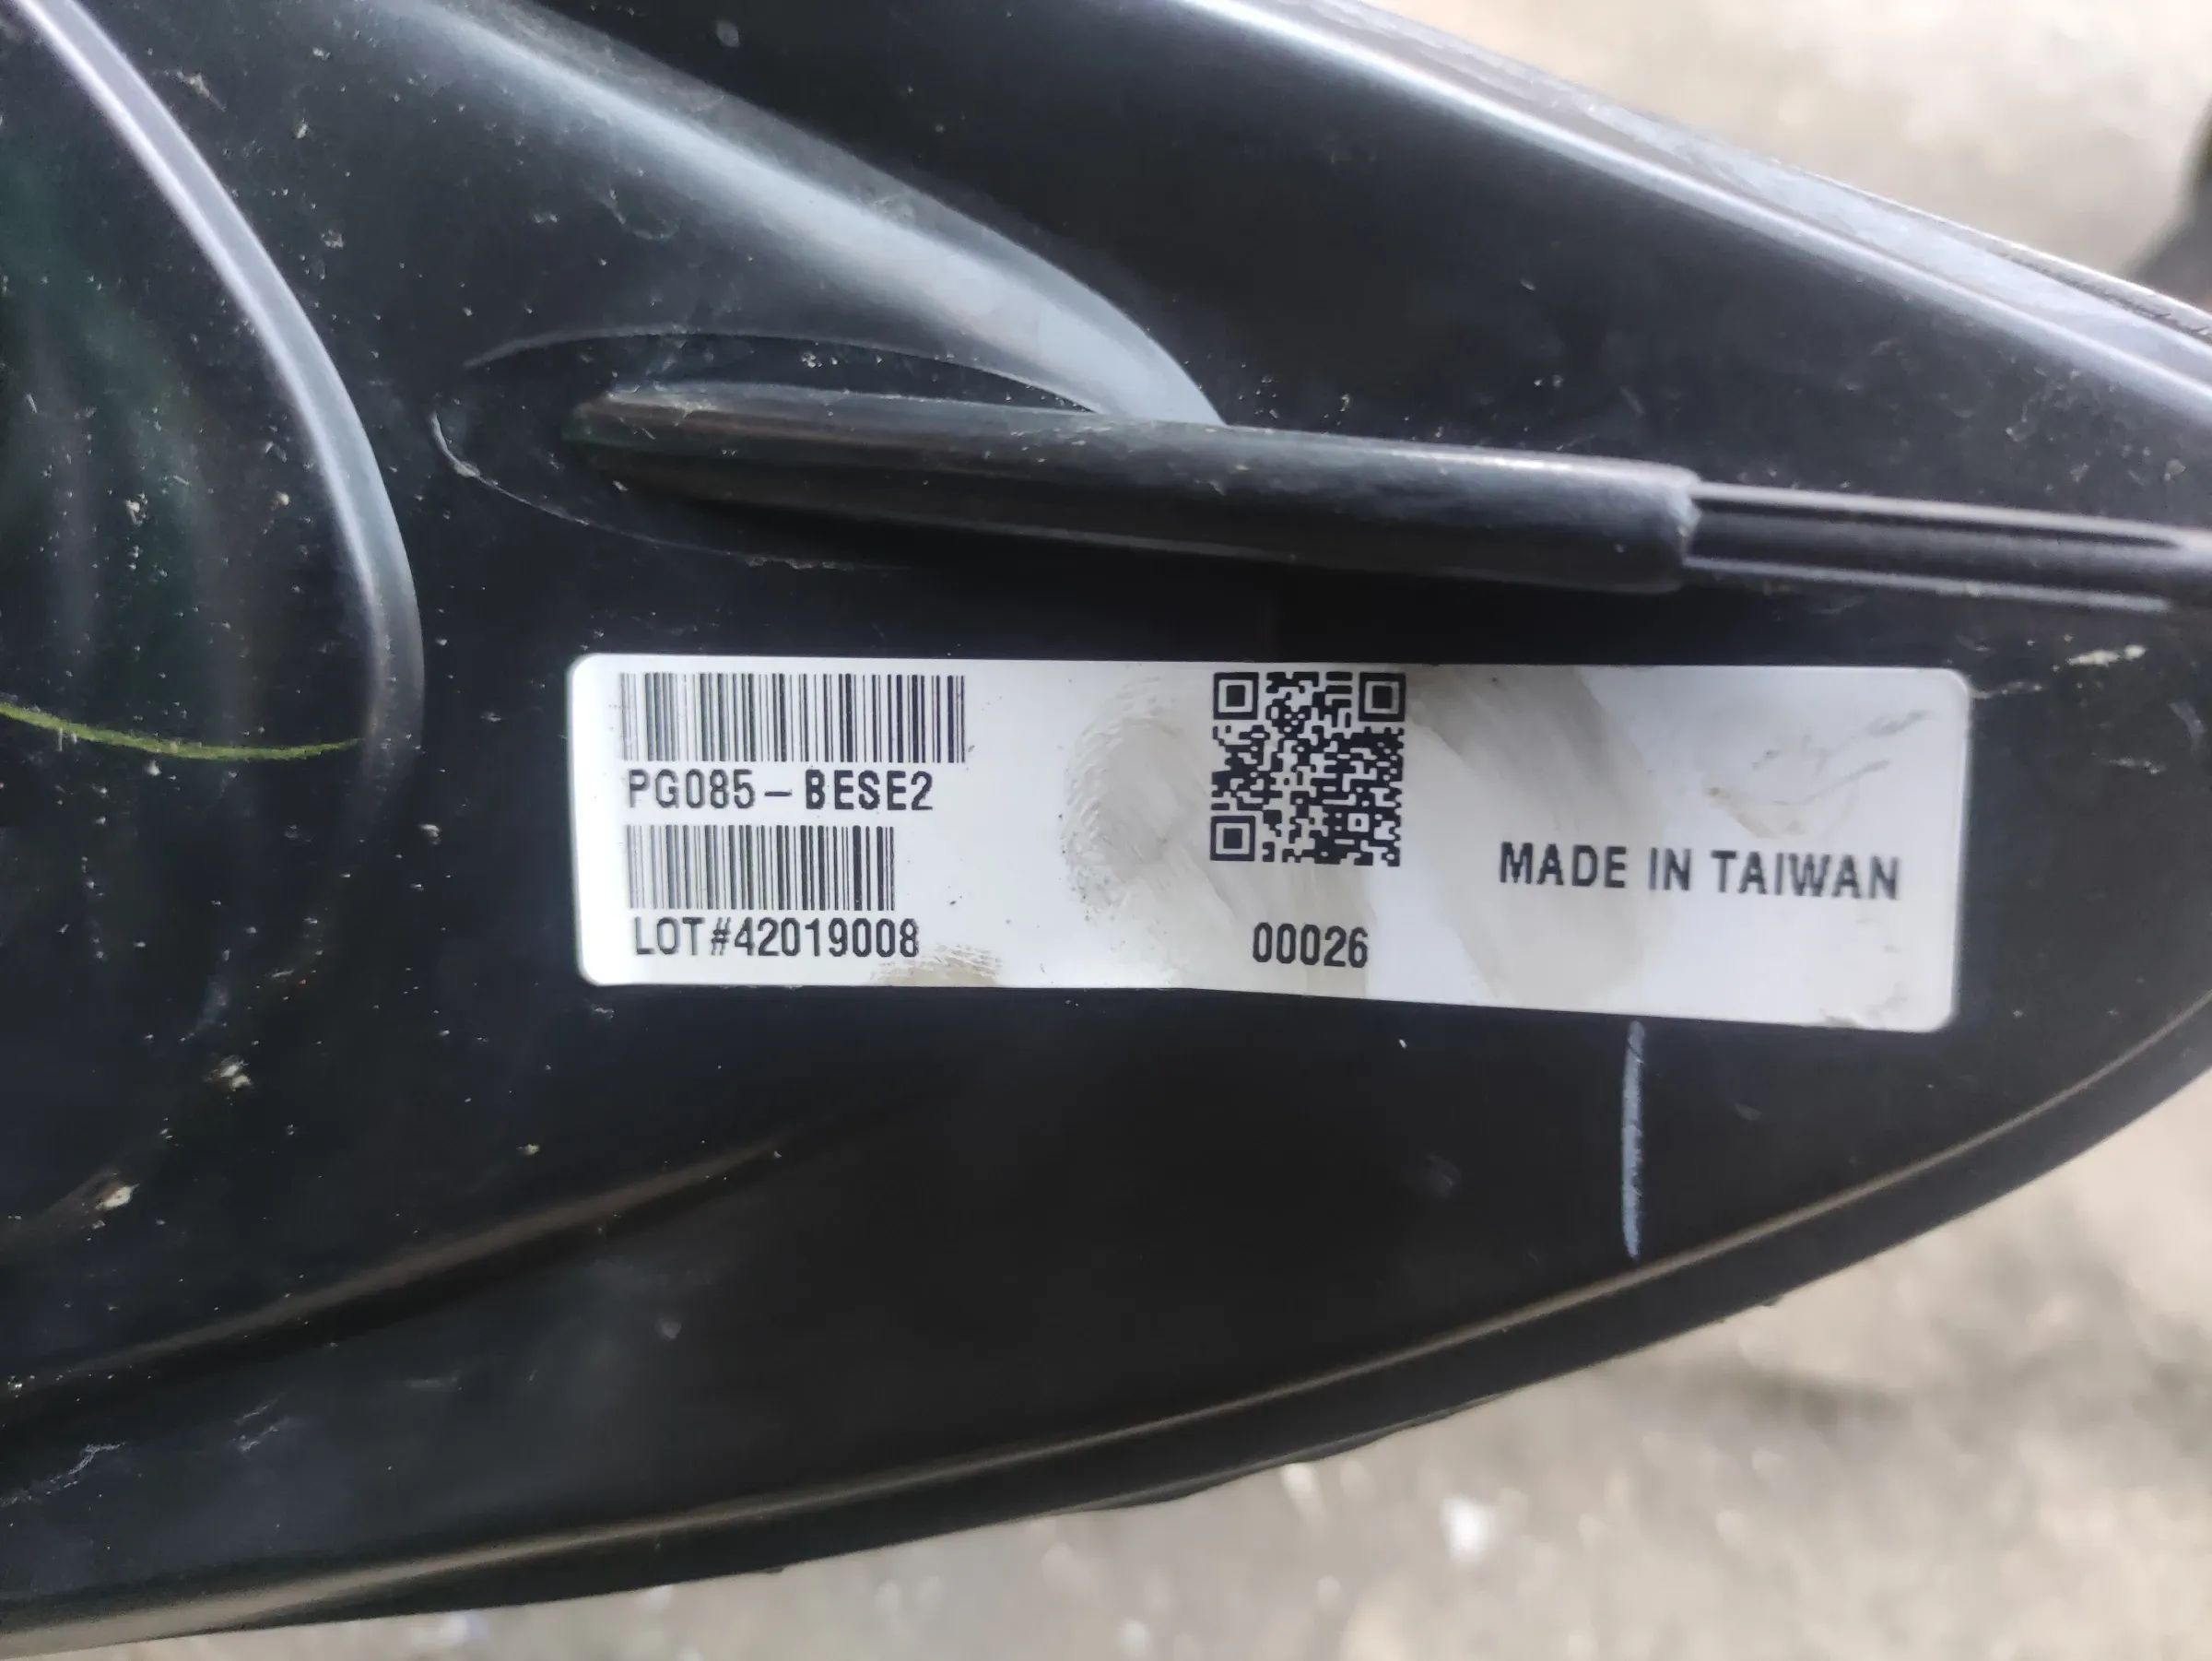 PG085-BESE2
LOT#42019008
00026
MADE IN TAIWAN